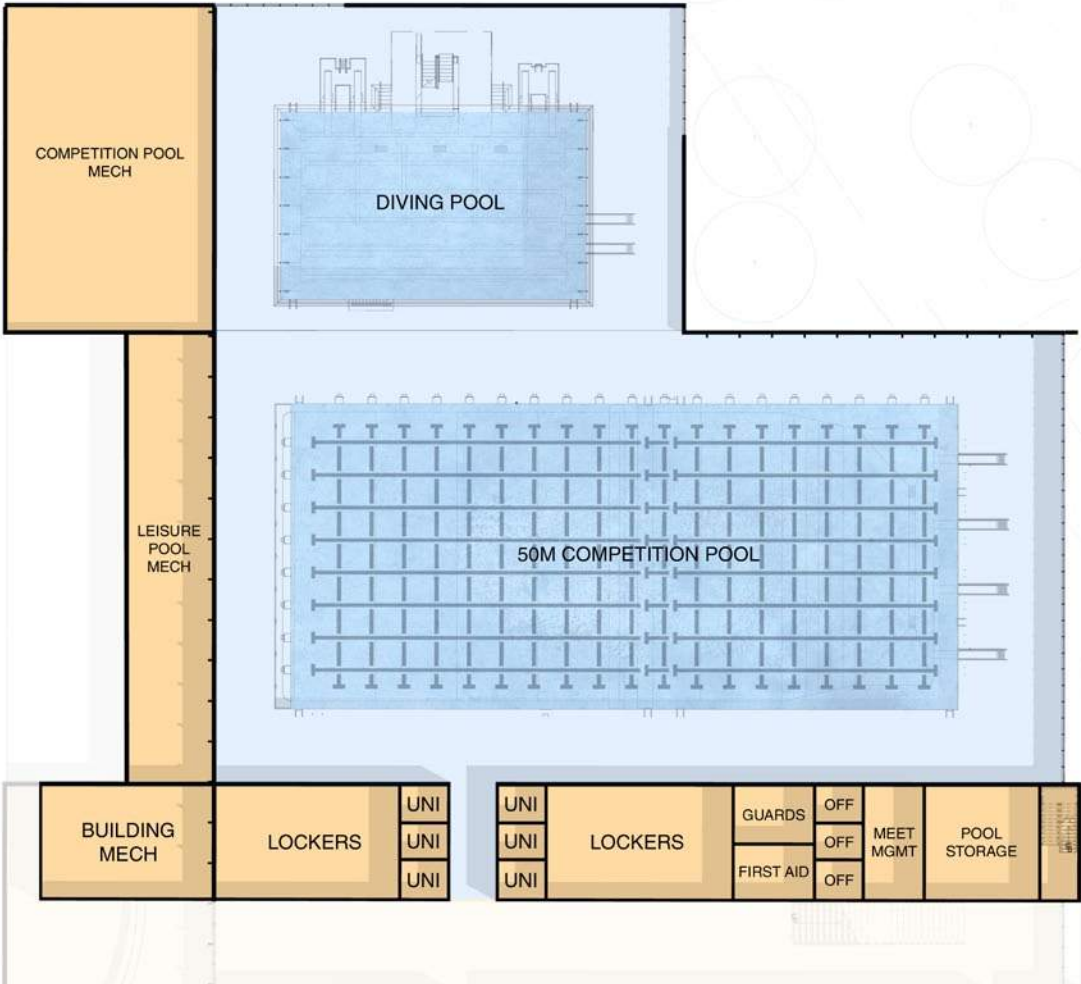 COMPETITION POOL
MECH
DIVING POOL
LEISURE
POOL
MECH
50M COMPETITION POOL
BUILDING
MECH
LOCKERS
UNI
UNI
UNI
UNI
UNI
UNI
LOCKERS
GUARDS
FIRST AID
OFF
OFF
OFF
MEET
MGMT
POOL
STORAGE